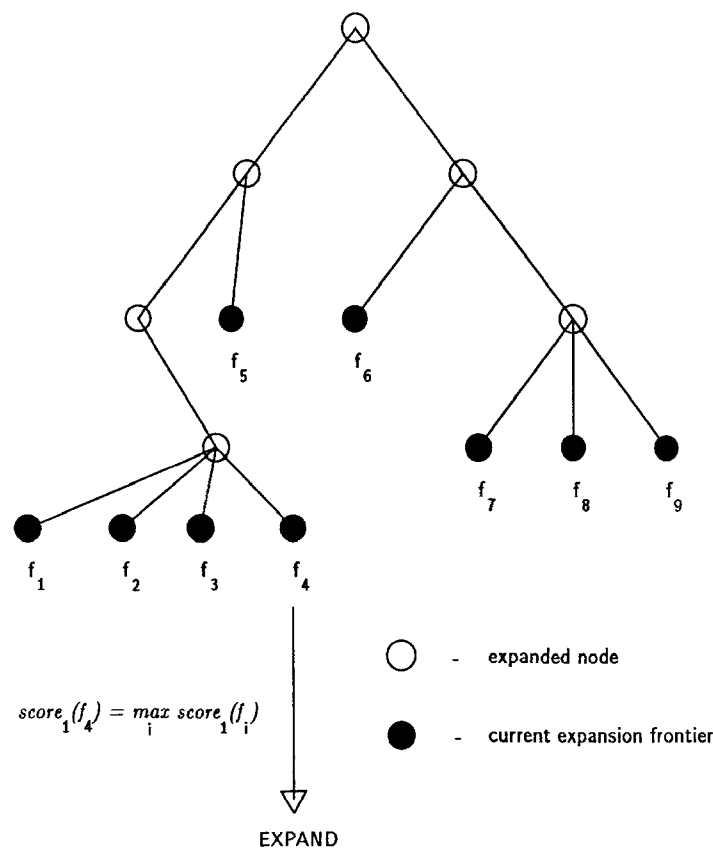 f5
f6
f7
f8
f9
f1
f2
f3
f4
- expanded node
score1(f4) = max score1(fi)
i
- current expansion frontier
EXPAND